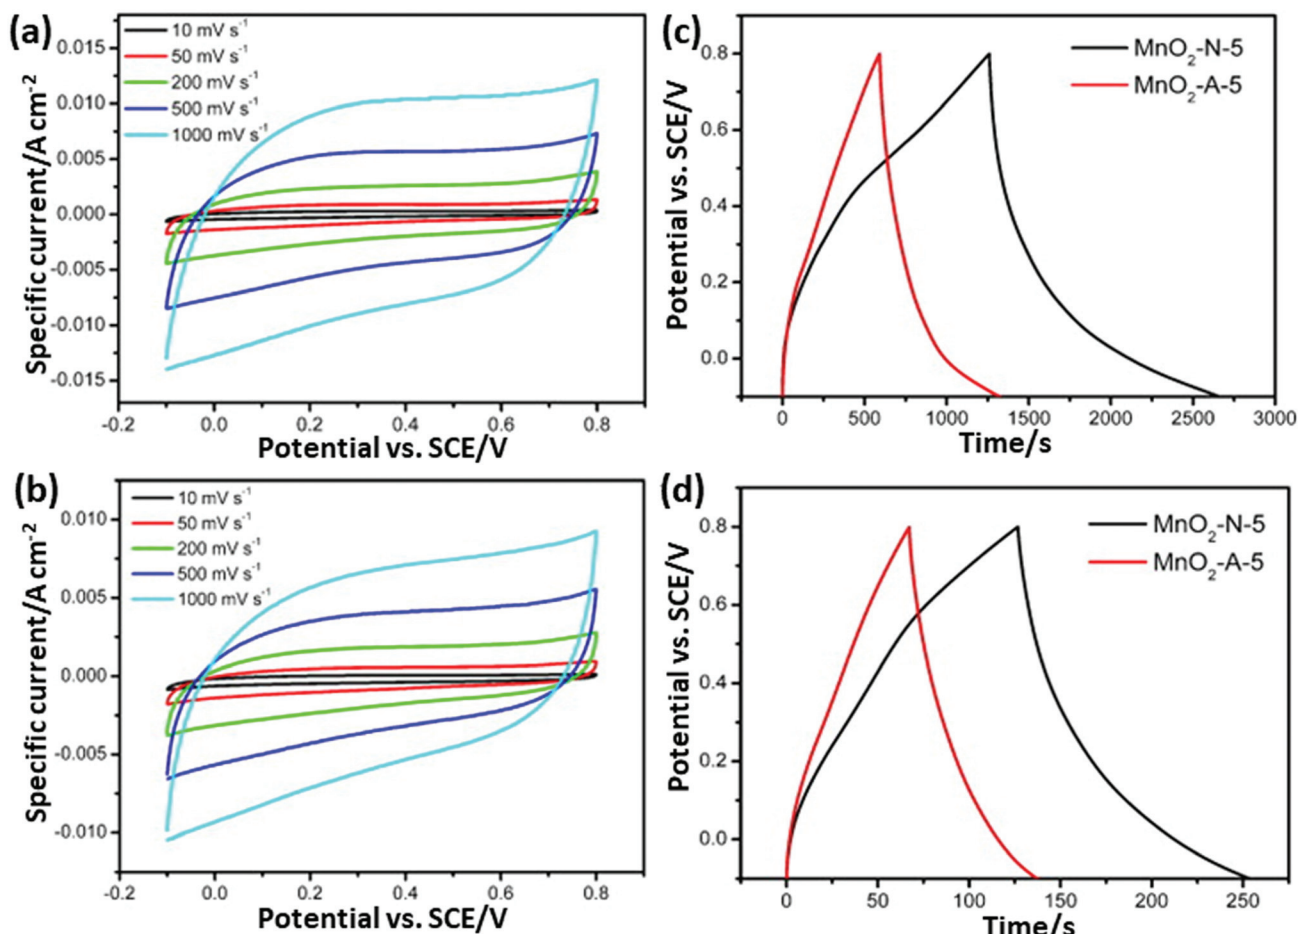 (a)
10 mV s-1
50 mV s-1
200 mV s-1
500 mV s-1
1000 mV s-1
0.015
0.010
0.005
0.000
-0.005
-0.010
-0.015
Specific current/A cm-2
-0.2 0.0 0.2 0.4 0.6 0.8
Potential vs. SCE/V
(c)
MnO2-N-5
MnO2-A-5
0.8
0.6
0.4
0.2
0.0
Potential vs. SCE/V
0 500 1000 1500 2000 2500 3000
Time/s
(b)
10 mV s-1
50 mV s-1
200 mV s-1
500 mV s-1
1000 mV s-1
0.010
0.005
0.000
-0.005
-0.010
Specific current/A cm-2
-0.2 0.0 0.2 0.4 0.6 0.8
Potential vs. SCE/V
(d)
MnO2-N-5
MnO2-A-5
0.8
0.6
0.4
0.2
0.0
Potential vs. SCE/V
0 50 100 150 200 250
Time/s